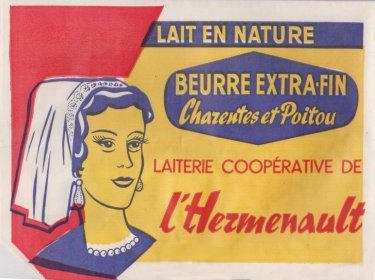 LAIT EN NATURE
BEURRE EXTRA-FIN
Charentes et Poitou
LAITERIE COOPÉRATIVE DE
l'Hermenault